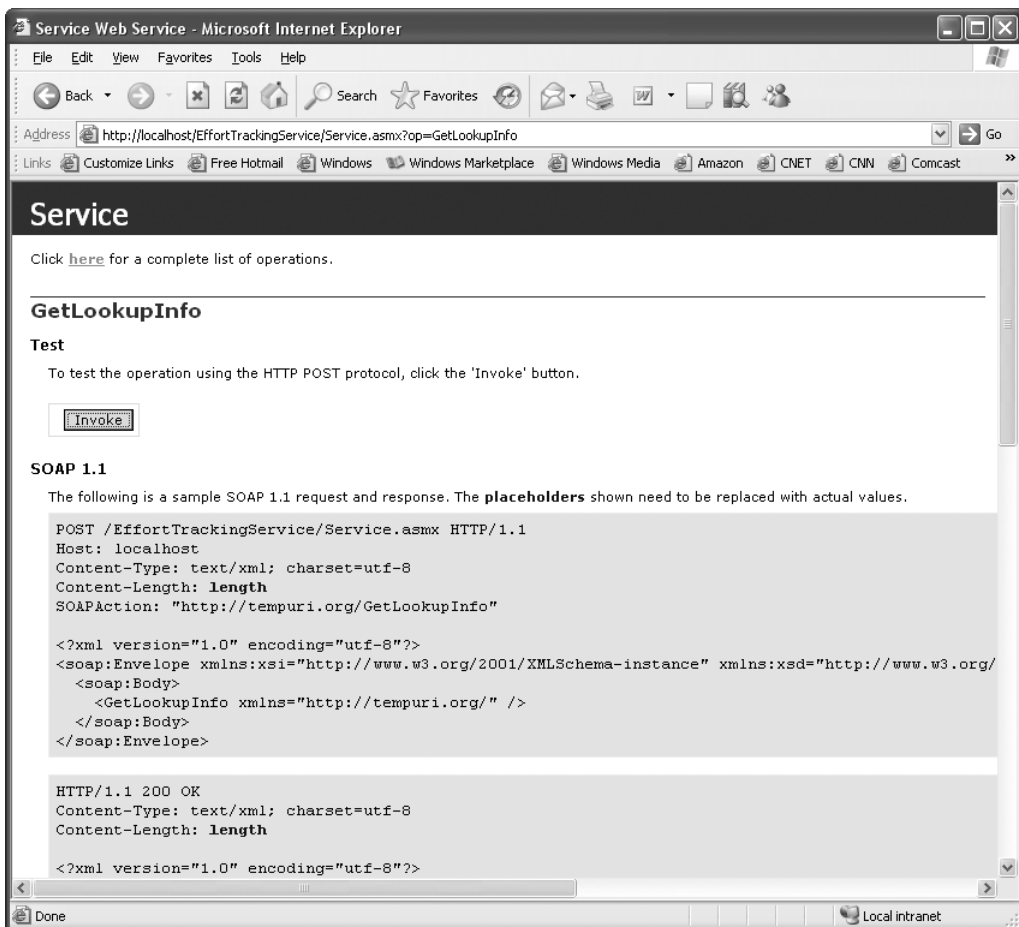 Service Web Service - Microsoft Internet Explorer
File Edit View Favorites Tools Help
Back Search Favorites
Address http://localhost/EffortTrackingService/Service.asmx?op=GetLookupInfo Go
Links Customize Links Free Hotmail Windows Windows Marketplace Windows Media Amazon CNET CNN Comcast »
Service
Click here for a complete list of operations.
GetLookupInfo
Test
To test the operation using the HTTP POST protocol, click the 'Invoke' button.
Invoke
SOAP 1.1
The following is a sample SOAP 1.1 request and response. The placeholders shown need to be replaced with actual values.
POST /EffortTrackingService/Service.asmx HTTP/1.1
Host: localhost
Content-Type: text/xml; charset=utf-8
Content-Length: length
SOAPAction: "http://tempuri.org/GetLookupInfo"
<?xml version="1.0" encoding="utf-8"?>
<soap:Envelope xmlns:xsi="http://www.w3.org/2001/XMLSchema-instance" xmlns:xsd="http://www.w3.org/
<soap:Body>
<GetLookupInfo xmlns="http://tempuri.org/" />
</soap:Body>
</soap:Envelope>
HTTP/1.1 200 OK
Content-Type: text/xml; charset=utf-8
Content-Length: length
<?xml version="1.0" encoding="utf-8"?>
Done Local intranet